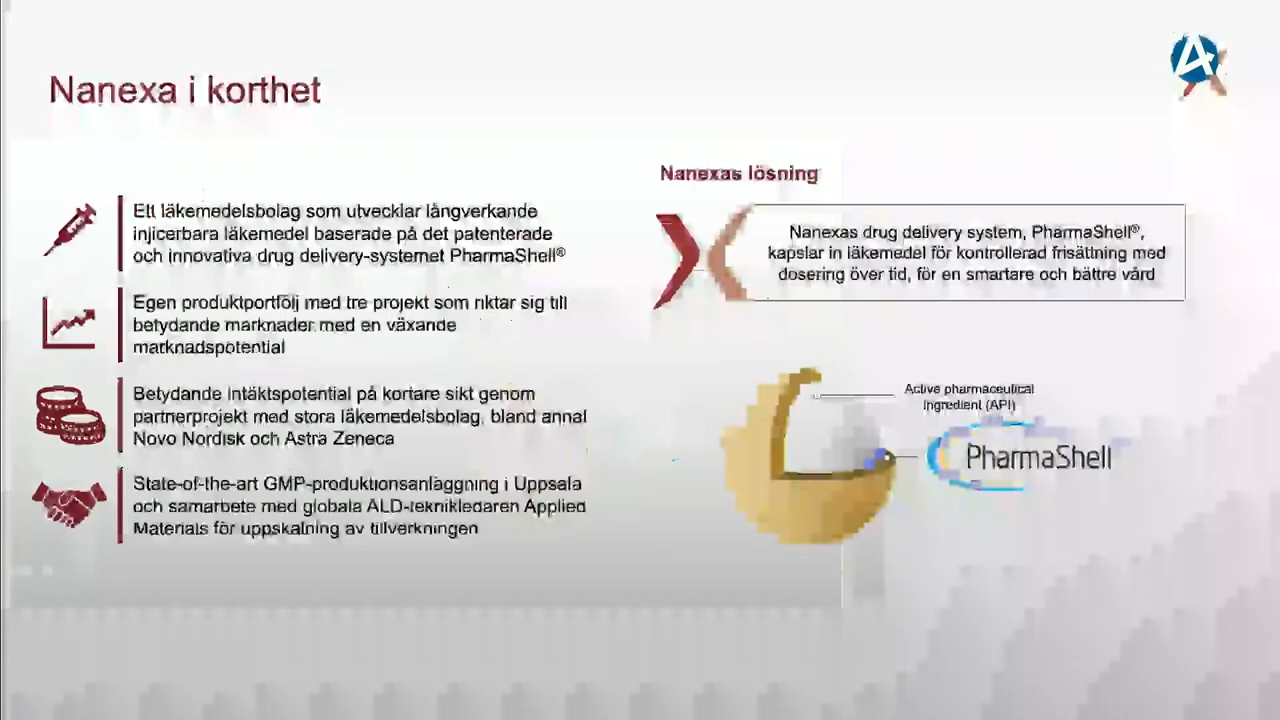 Nanexa i korthet
Ett läkemedelsbolag som utvecklar långverkande
injicerbara läkemedel baserade på det patenterade
och innovativa drug delivery-systemet PharmaShell®
Egen produktportfölj med tre projekt som riktar sig till
betydande marknader med en växande
marknadspotential
Betydande intäktspotential på kortare sikt genom
partnerprojekt med stora läkemedelsbolag, bland annat
Novo Nordisk och Astra Zeneca
State-of-the-art GMP-produktionsanläggning i Uppsala
och samarbete med globala ALD-teknikledaren Applied
Materials för uppskalning av tillverkningen
Nanexas lösning
Nanexas drug delivery system, PharmaShell®,
kapslar in läkemedel för kontrollerad frisättning med
dosering över tid, för en smartare och bättre vård
Active pharmaceutical
ingredient (API)
PharmaShell